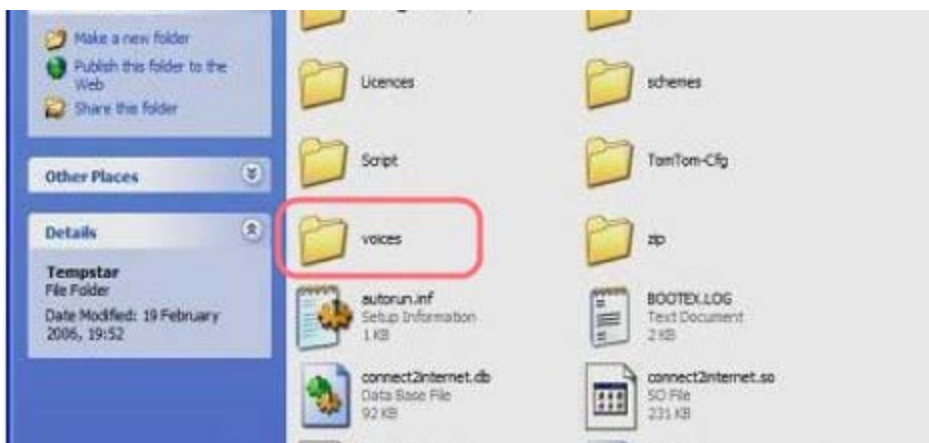 Make a new folder
Publish this folder to the
Web
Share this folder
Other Places
Details
Tempstar
File Folder
Date Modified: 19 February
2006, 19:52
Licences
schemes
Script
TomTom-Cfg
voices
zip
autorun.inf
Setup Information
1 KB
BOOTEX.LOG
Text Document
2 KB
connect2internet.db
Data Base File
92 KB
connect2internet.so
SO File
231 KB